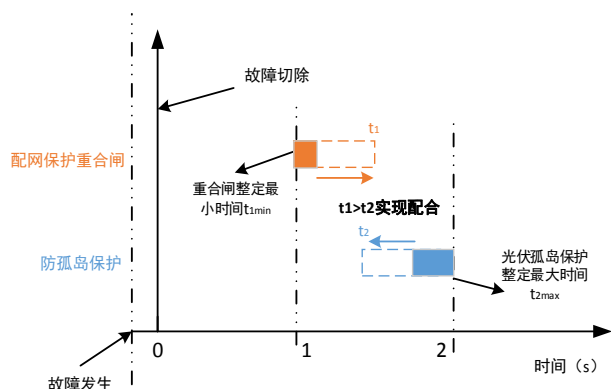 故障切除
t₁
配网保护重合闸
重合闸整定最
小时间t₁min
t1>t2实现配合
t₂
防孤岛保护
光伏孤岛保护
整定最大时间
t₂max
0
1
2
时间（s）
故障发生